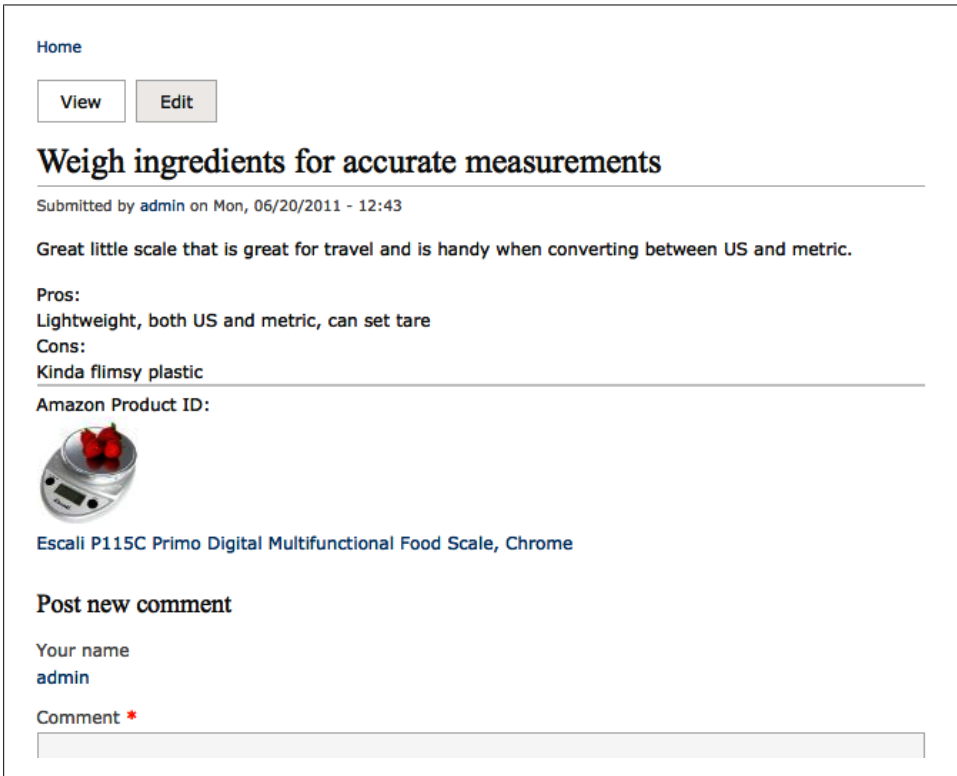 Home
View Edit
Weigh ingredients for accurate measurements
Submitted by admin on Mon, 06/20/2011 - 12:43
Great little scale that is great for travel and is handy when converting between US and metric.
Pros:
Lightweight, both US and metric, can set tare
Cons:
Kinda flimsy plastic
Amazon Product ID:
Escali P115C Primo Digital Multifunctional Food Scale, Chrome
Post new comment
Your name
admin
Comment *